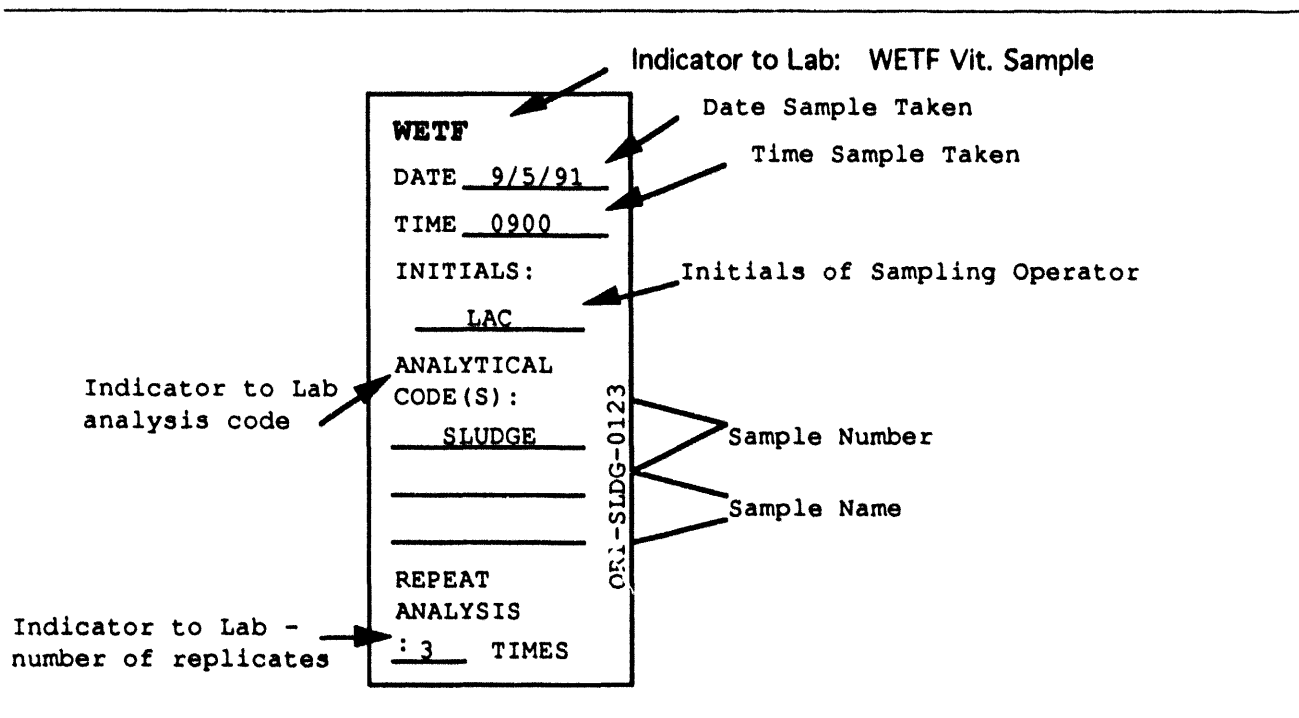 Indicator to Lab: WETF Vit. Sample
Date Sample Taken
Time Sample Taken
WETF
DATE 9/5/91
TIME 0900
INITIALS:
LAC
Initials of Sampling Operator
ANALYTICAL
CODE(S):
SLUDGE
Indicator to Lab
analysis code
ORI-SLDG-0123
Sample Number
Sample Name
REPEAT
ANALYSIS
: 3 TIMES
Indicator to Lab -
number of replicates